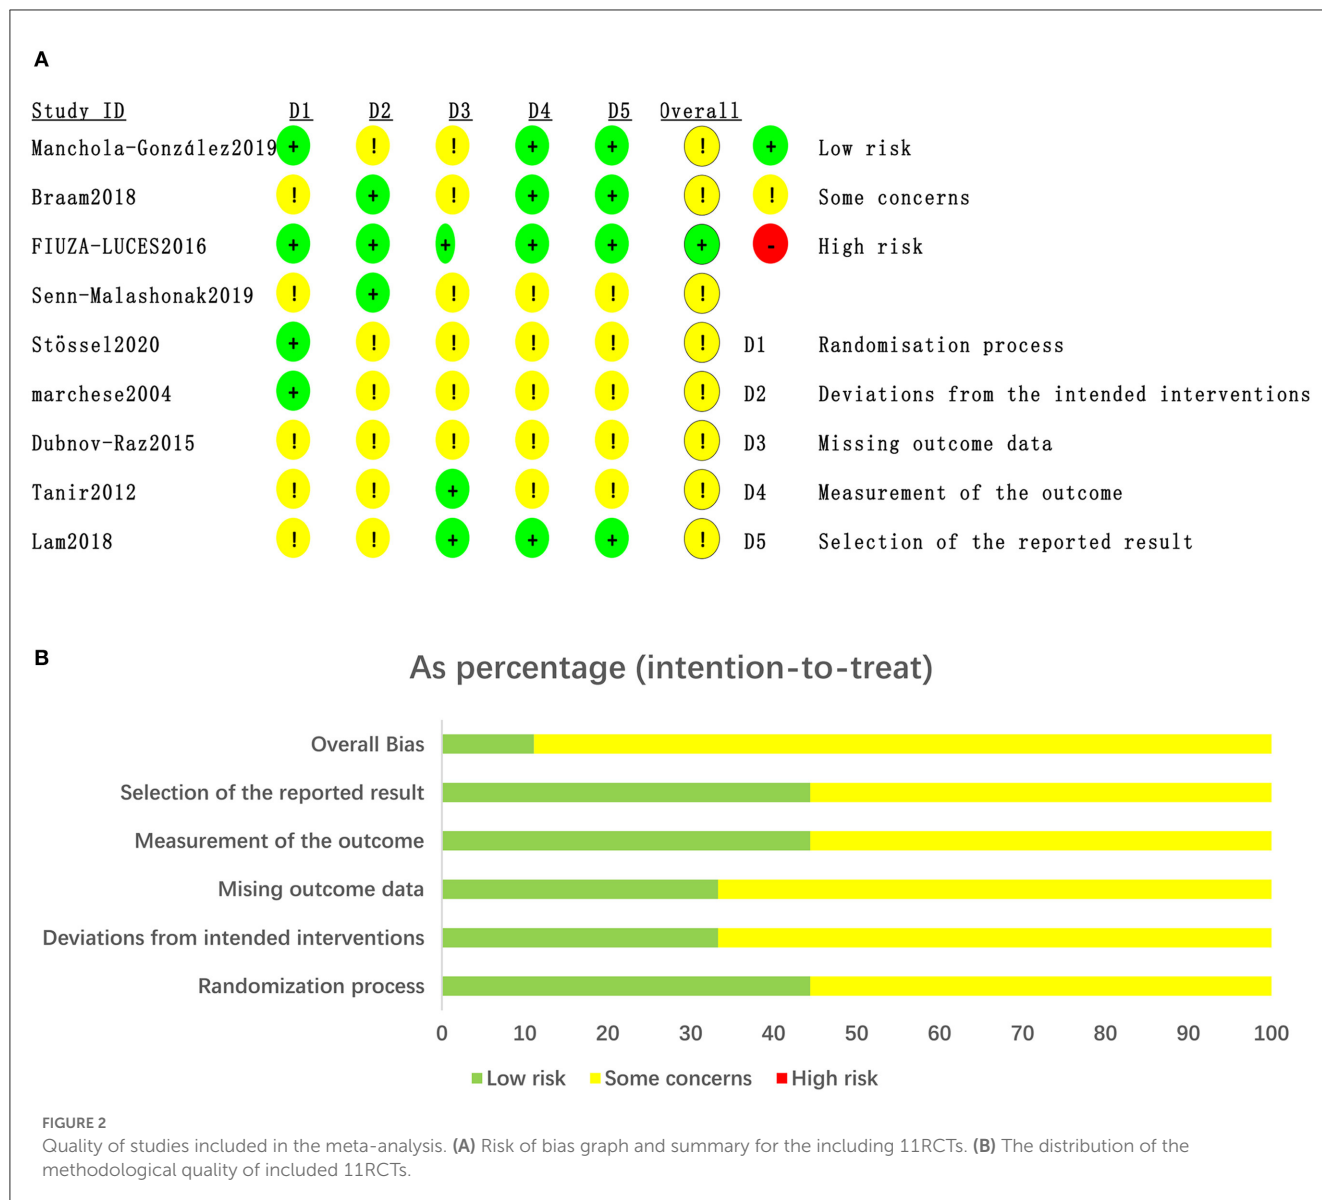 A
Study ID D1 D2 D3 D4 D5 Overall
Manchola-González2019 + ! ! + + ! + Low risk
Braam2018 ! + ! + + ! ! Some concerns
FIUZA-LUCES2016 + + + + + + - High risk
Senn-Malashonak2019 ! + ! ! ! !
Stössel2020 + ! ! ! ! ! D1 Randomisation process
marchese2004 + ! ! ! ! ! D2 Deviations from the intended interventions
Dubnov-Raz2015 ! ! ! ! ! ! D3 Missing outcome data
Tanir2012 ! ! + ! ! ! D4 Measurement of the outcome
Lam2018 ! ! + + + ! D5 Selection of the reported result
B
As percentage (intention-to-treat)
Overall Bias
Selection of the reported result
Measurement of the outcome
Mising outcome data
Deviations from intended interventions
Randomization process
0 10 20 30 40 50 60 70 80 90 100
Low risk Some concerns High risk
FIGURE 2
Quality of studies included in the meta-analysis. (A) Risk of bias graph and summary for the including 11RCTs. (B) The distribution of the
methodological quality of included 11RCTs.